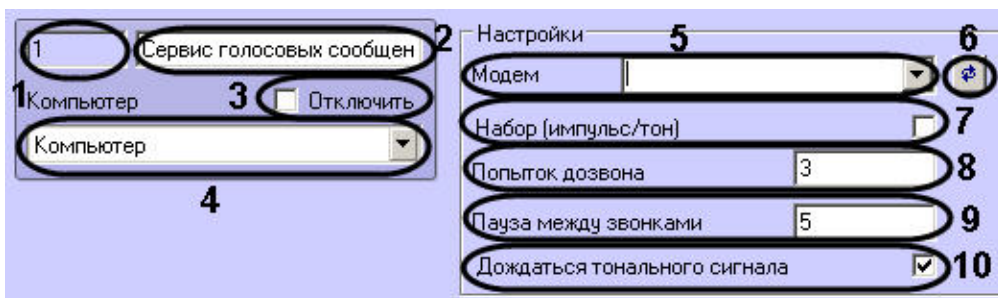 1 Сервис голосовых сообщен 2
1 Компьютер 3 Отключить
Компьютер
4
Настройки 5 6
Модем
Набор (импульс/тон) 7
Попыток дозвона 3 8
Пауза между звонками 5 9
Дождаться тонального сигнала 10